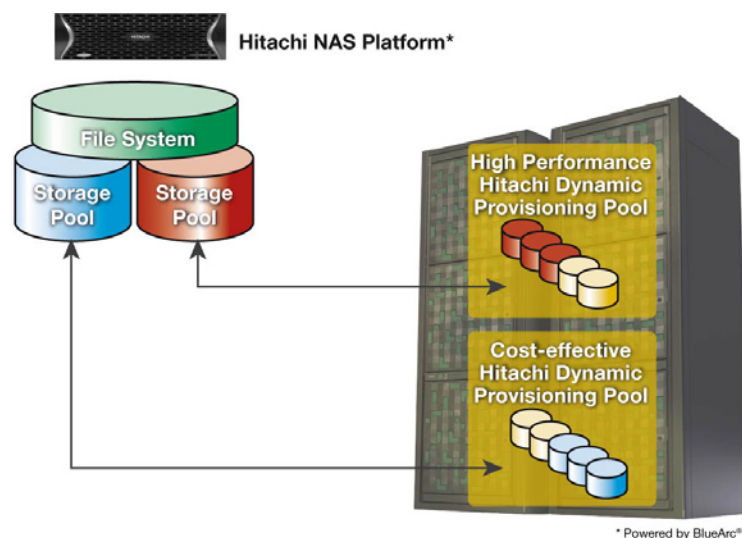 HITACHI
Hitachi NAS Platform*
File System
Storage
Pool
Storage
Pool
High Performance
Hitachi Dynamic
Provisioning Pool
Cost-effective
Hitachi Dynamic
Provisioning Pool
* Powered by BlueArc®